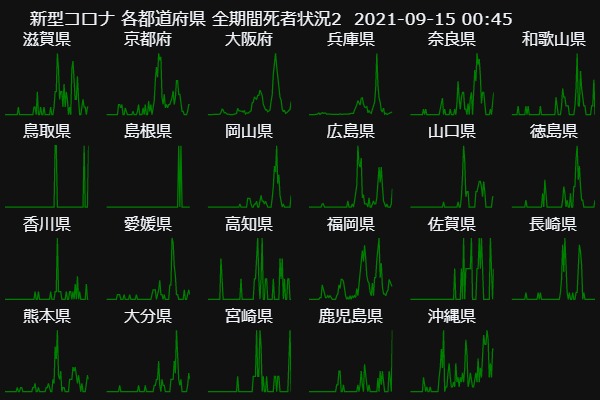 新型コロナ 各都道府県 全期間死者状況2 2021-09-15 00:45
滋賀県 京都府 大阪府 兵庫県 奈良県 和歌山県
鳥取県 島根県 岡山県 広島県 山口県 徳島県
香川県 愛媛県 高知県 福岡県 佐賀県 長崎県
熊本県 大分県 宮崎県 鹿児島県 沖縄県